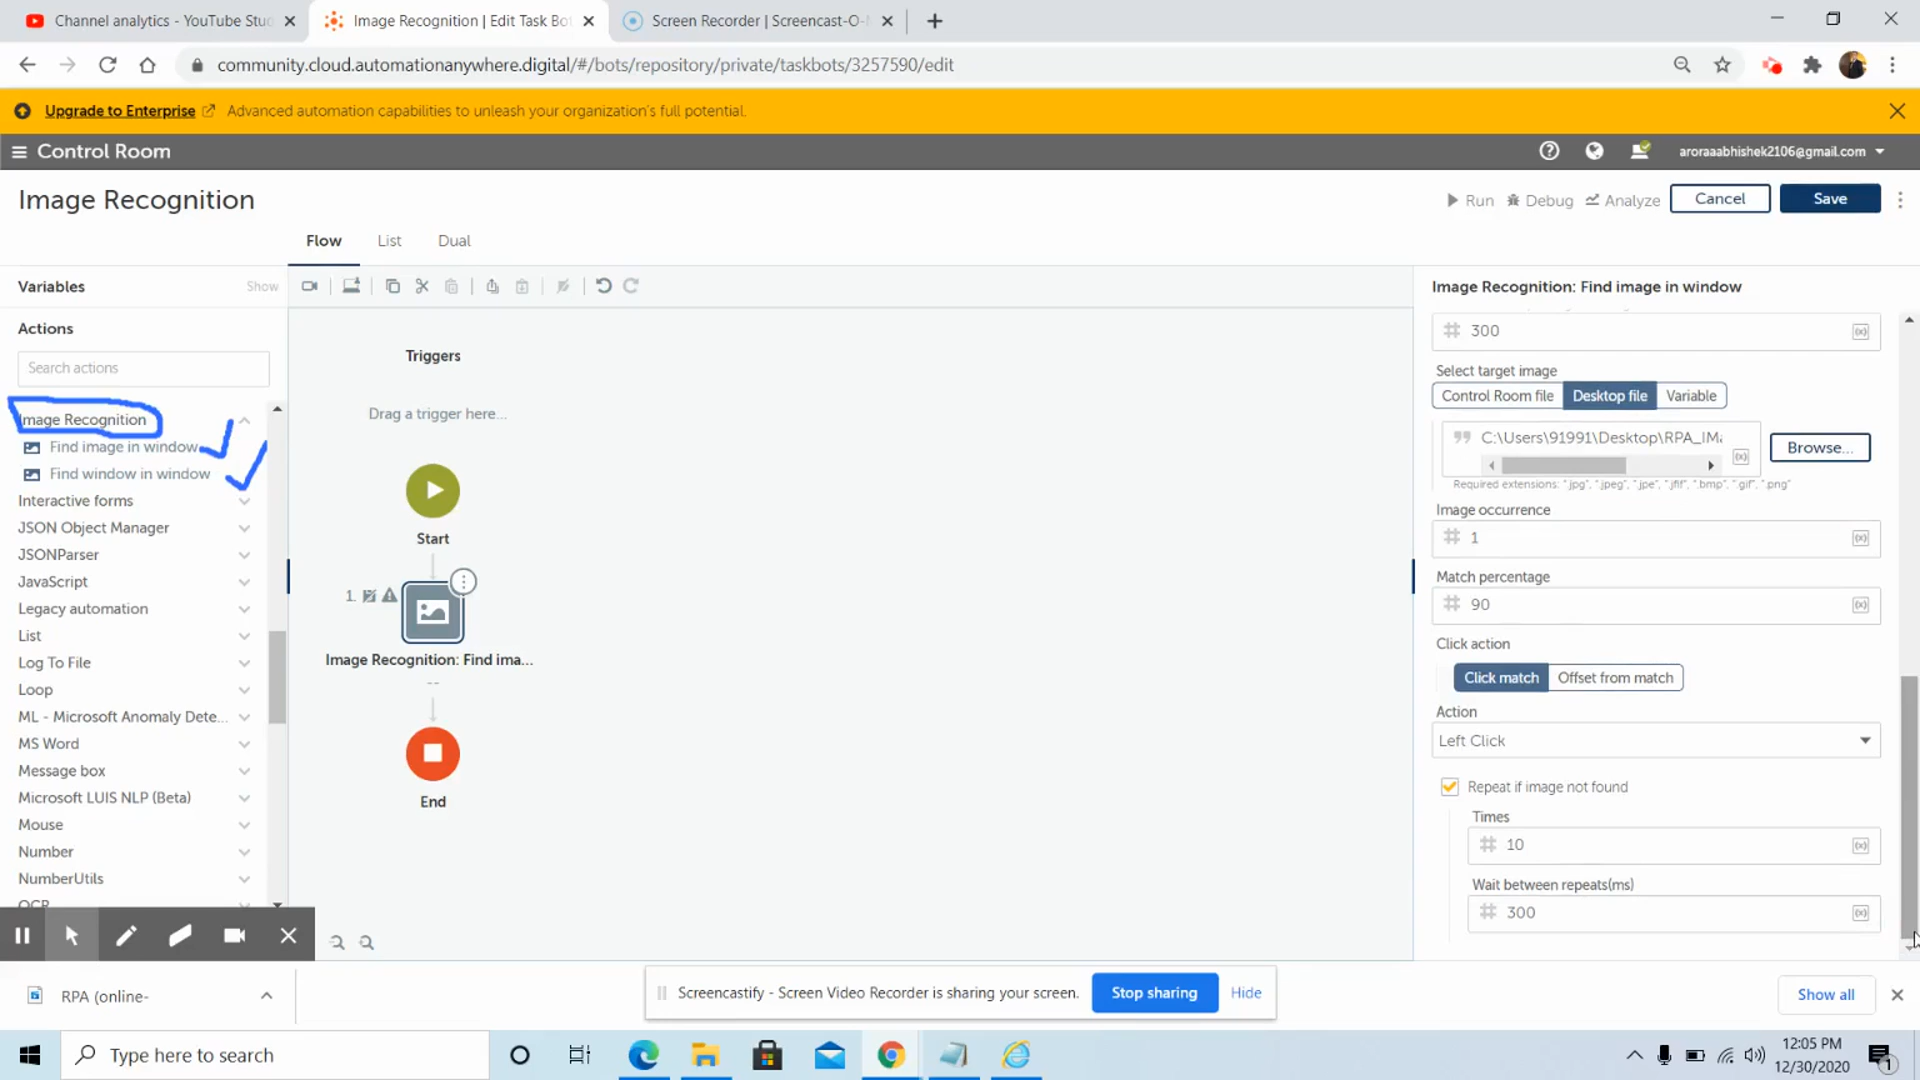 Channel analytics - YouTube Stu
Image Recognition | Edit Task Bo
Screen Recorder | Screencast-O-
community.cloud.automationanywhere.digital/#/bots/repository/private/taskbots/3257590/edit
Upgrade to Enterprise Advanced automation capabilities to unleash your organization's full potential.
Control Room
aroraaabhishek2106@gmail.com
Image Recognition
Run Debug Analyze Cancel Save
Flow List Dual
Variables Show
Actions
Search actions
Image Recognition
Find image in window
Find window in window
Interactive forms
JSON Object Manager
JSONParser
JavaScript
Legacy automation
List
Log To File
Loop
ML - Microsoft Anomaly Dete...
MS Word
Message box
Microsoft LUIS NLP (Beta)
Mouse
Number
NumberUtils
OCR
Triggers
Drag a trigger here...
Start
1.
Image Recognition: Find ima...
--
End
Image Recognition: Find image in window
300
Select target image
Control Room file Desktop file Variable
C:\Users\91991\Desktop\RPA_IMa
Browse...
Required extensions: ".jpg", ".jpeg", ".jpe", ".jfif", ".bmp", ".gif", ".png"
Image occurrence
1
Match percentage
90
Click action
Click match Offset from match
Action
Left Click
Repeat if image not found
Times
10
Wait between repeats(ms)
300
RPA (online-
Screencastify - Screen Video Recorder is sharing your screen. Stop sharing Hide
Show all
Type here to search
12:05 PM
12/30/2020
1